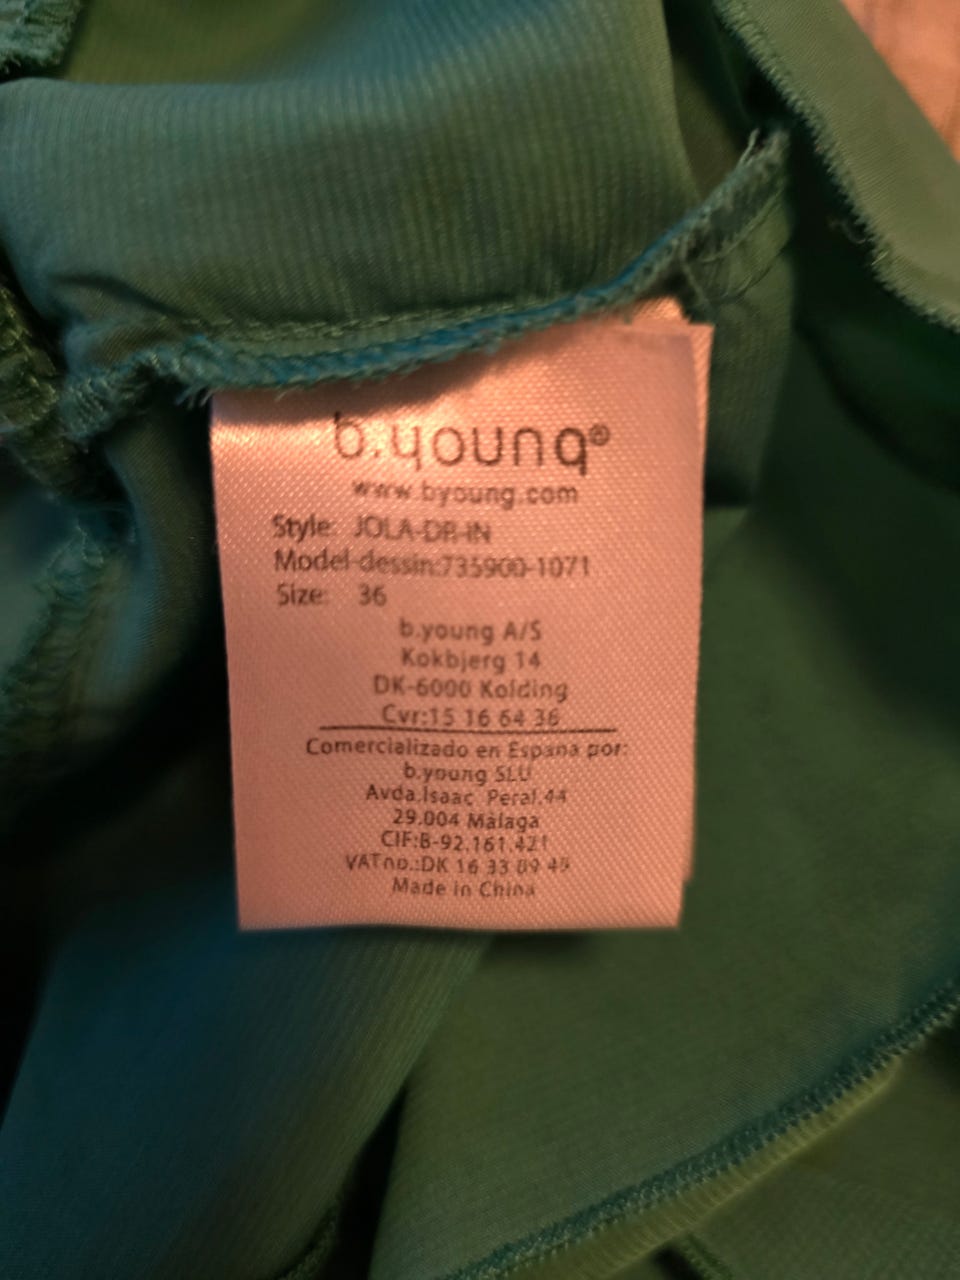 b.young®
www.byoung.com
Style: JOLA-DR-IN
Model-dessin:735900-1071
Size: 36
b.young A/S
Kokbjerg 14
DK-6000 Kolding
Cvr:15 16 64 36
Comercializado en Espana por:
b.young SLU
Avda.Isaac Peral.44
29.004 Màlaga
CIF:B-92.161.421
VATno.:DK 16 33 09 49
Made in China